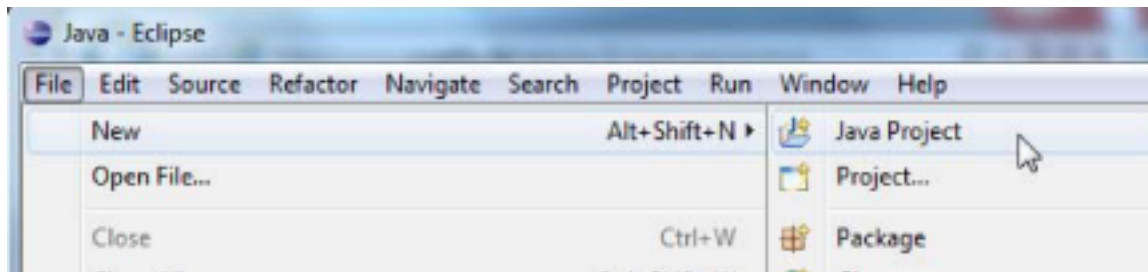 Java - Eclipse
File Edit Source Refactor Navigate Search Project Run Window Help
New Alt+Shift+N
Java Project
Open File...
Project...
Close Ctrl+W
Package